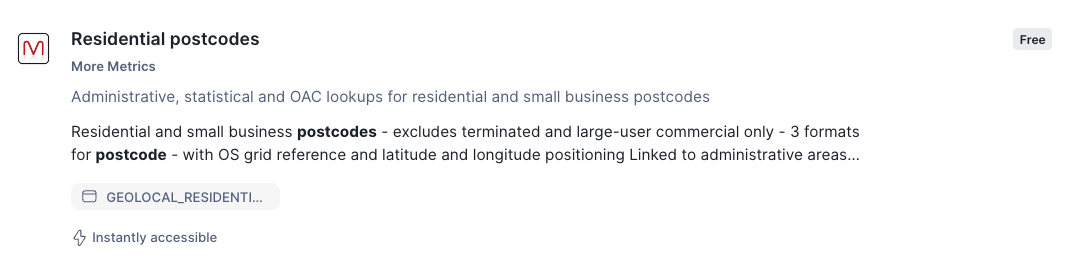 Residential postcodes
Free
More Metrics
Administrative, statistical and OAC lookups for residential and small business postcodes
Residential and small business postcodes - excludes terminated and large-user commercial only - 3 formats
for postcode - with OS grid reference and latitude and longitude positioning Linked to administrative areas...
GEOLOCAL_RESIDENTI...
Instantly accessible